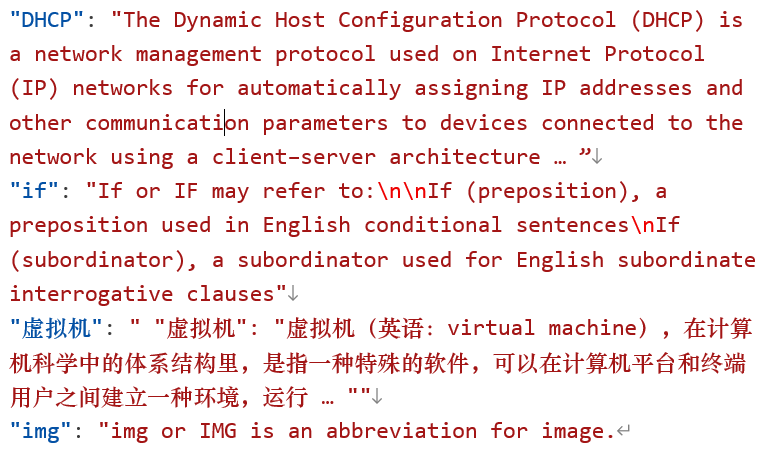 "DHCP": "The Dynamic Host Configuration Protocol (DHCP) is
a network management protocol used on Internet Protocol
(IP) networks for automatically assigning IP addresses and
other communication parameters to devices connected to the
network using a client–server architecture … ”↓
"if": "If or IF may refer to:\n\nIf (preposition), a
preposition used in English conditional sentences\nIf
(subordinator), a subordinator used for English subordinate
interrogative clauses"↓
"虚拟机": " "虚拟机": "虚拟机（英语: virtual machine），在计算
机科学中的体系结构里，是指一种特殊的软件，可以在计算机平台和终端
用户之间建立一种环境，运行 … ""↓
"img": "img or IMG is an abbreviation for image.↵